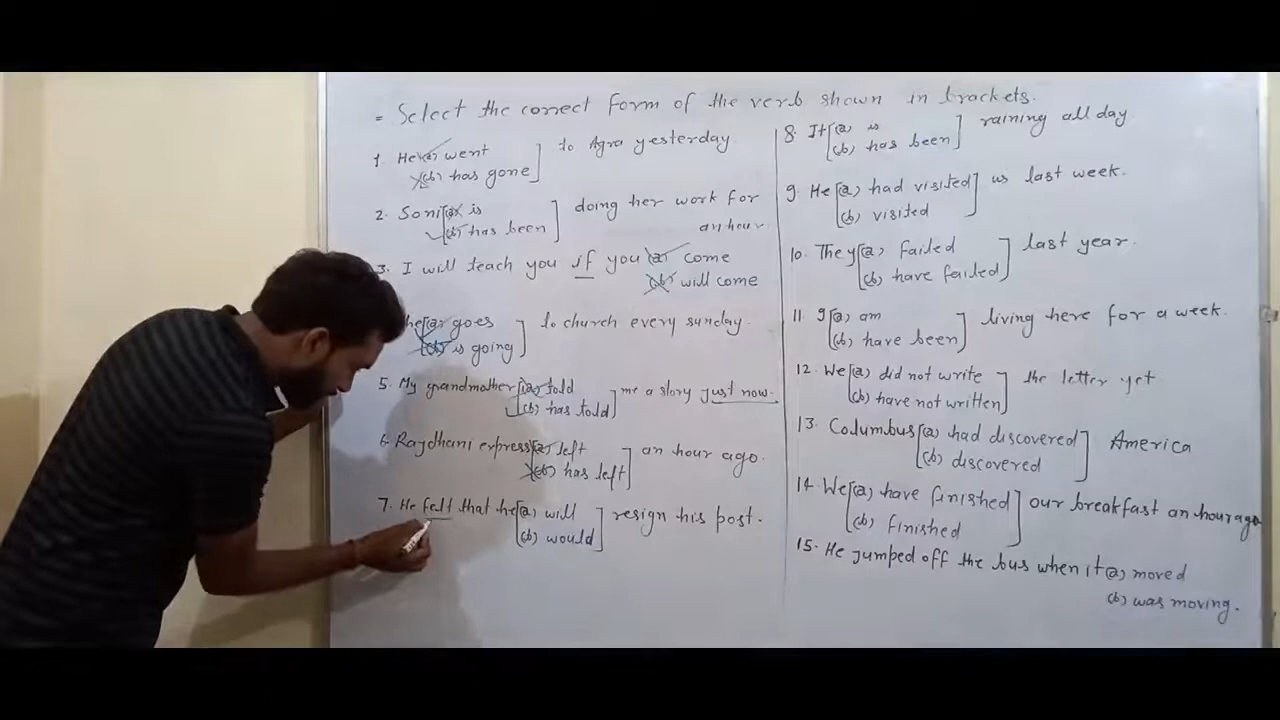 = Select the correct form of the verb shown in brackets.
1. He (a) went
(b) has gone ] to Agra yesterday.
2. Soni [(a) is
(b) has been ] doing her work for
an hour.
3. I will teach you if you (a) come
(b) will come
he [(a) goes
(b) is going ] to church every sunday.
5. My grandmother [(a) told
(b) has told ] me a story just now.
6. Rajdhani express [(a) left
(b) has left ] an hour ago.
7. He felt that he [(a) will
(b) would ] resign his post.
8. It [(a) is
(b) has been ] raining all day
9. He [(a) had visited
(b) visited ] us last week.
10. They [(a) failed
(b) have failed ] last year.
11. I [(a) am
(b) have been ] living here for a week.
12. We [(a) did not write
(b) have not written ] the letter yet
13. Columbus [(a) had discovered
(b) discovered ] America
14. We [(a) have finished
(b) finished ] our breakfast an hour ago
15. He jumped off the bus when it (a) moved
(b) was moving.